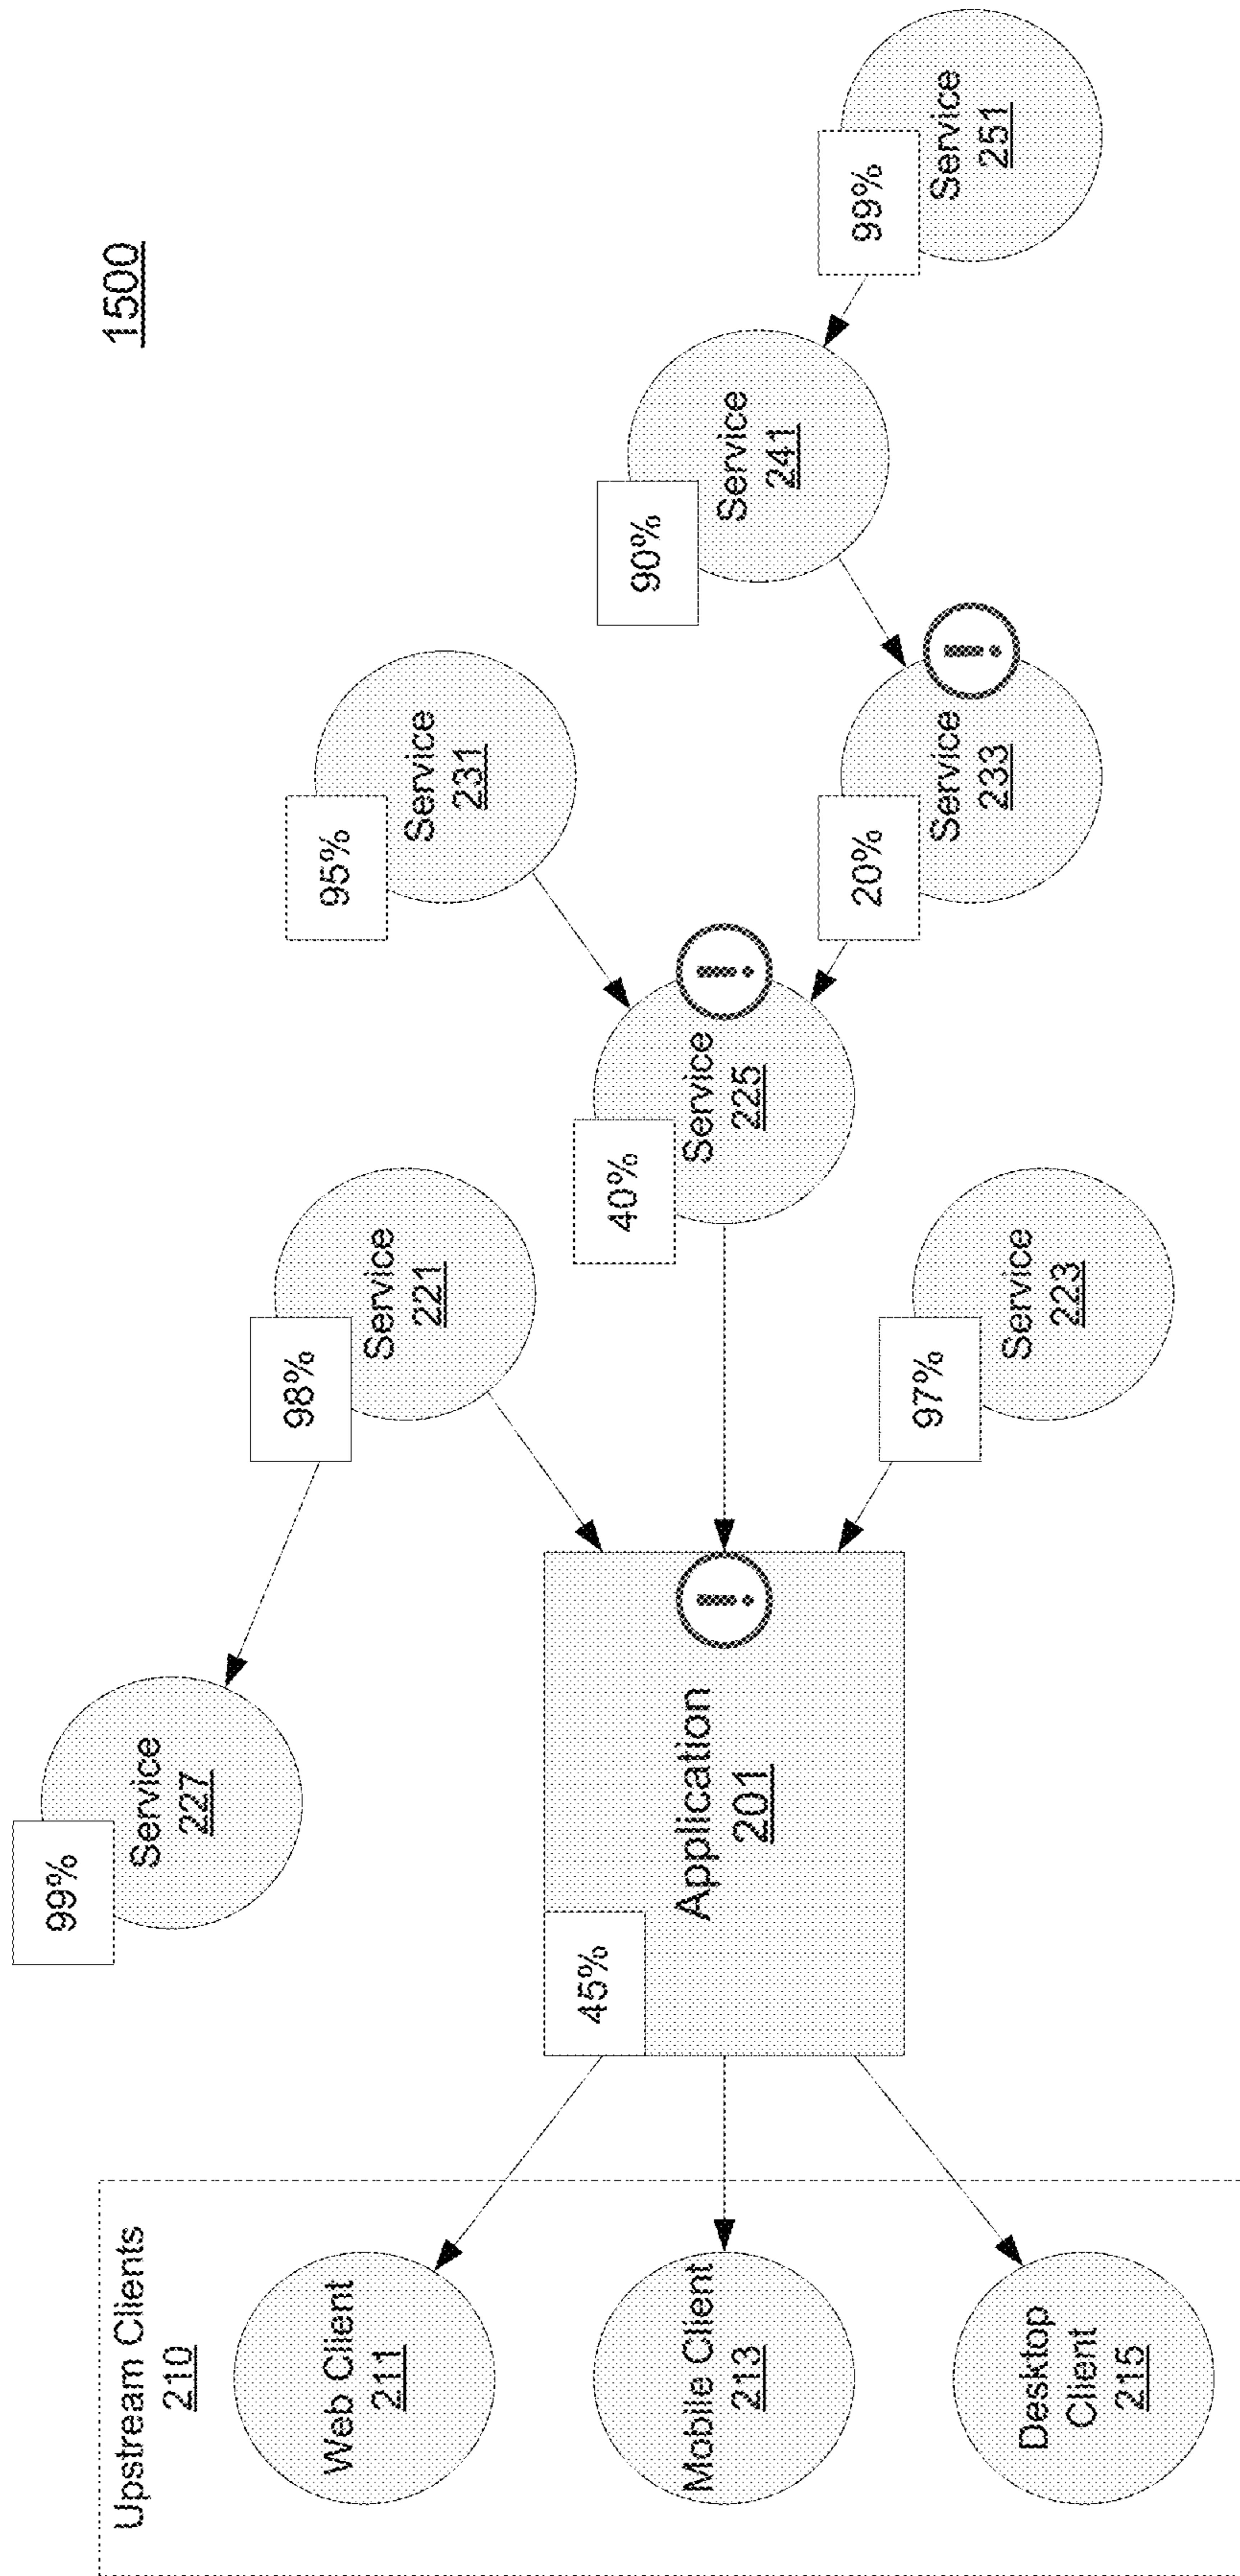 1500
Upstream Clients
210
Web Client
211
Mobile Client
213
Desktop
Client
215
45%
Application
201
i
99%
Service
227
98%
Service
221
40%
Service
225
i
97%
Service
223
95%
Service
231
20%
Service
233
i
90%
Service
241
99%
Service
251